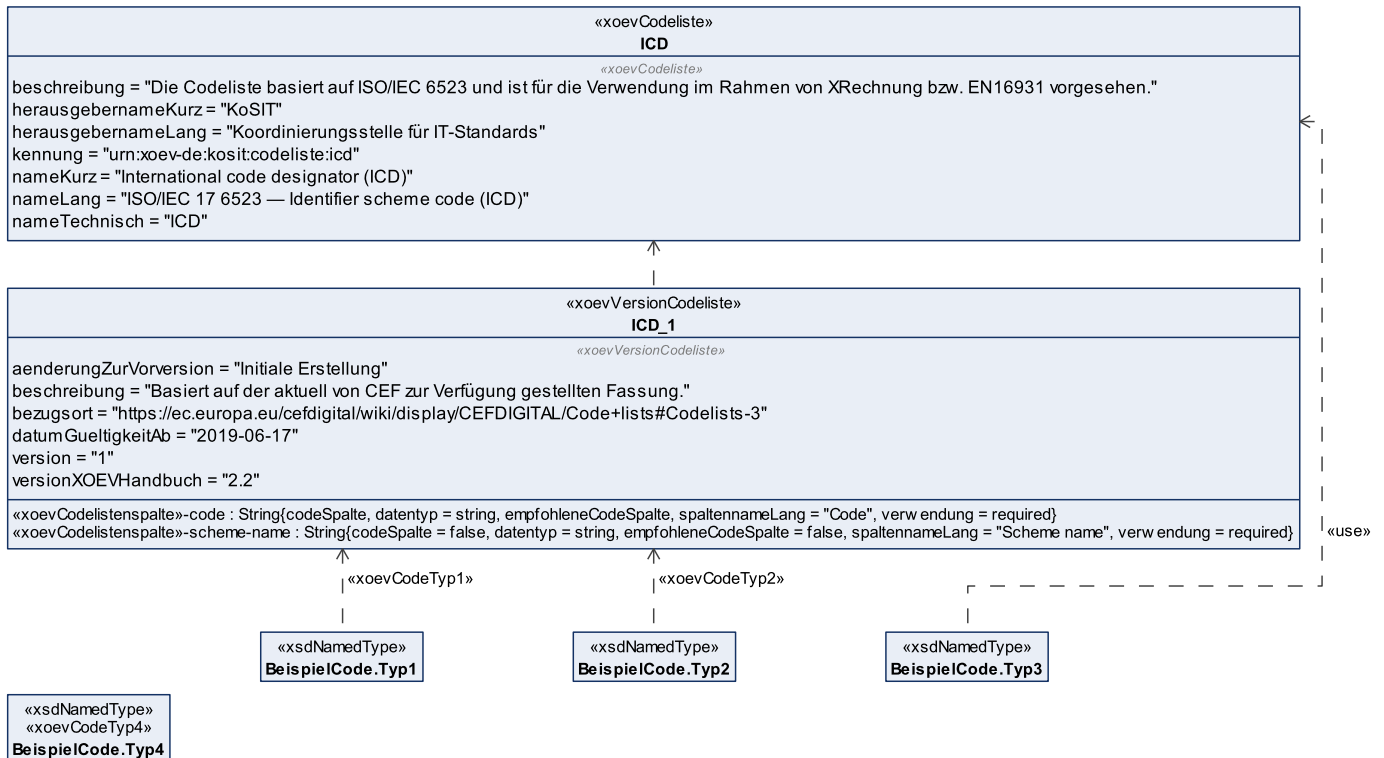 «xoevCodeliste»
ICD
«xoevCodeliste»
beschreibung = "Die Codeliste basiert auf ISO/IEC 6523 und ist für die Verwendung im Rahmen von XRechnung bzw. EN16931 vorgesehen."
herausgebernameKurz = "KoSIT"
herausgebernameLang = "Koordinierungsstelle für IT-Standards"
kennung = "urn:xoev-de:kosit:codeliste:icd"
nameKurz = "International code designator (ICD)"
nameLang = "ISO/IEC 17 6523 — Identifier scheme code (ICD)"
nameTechnisch = "ICD"
«xoevVersionCodeliste»
ICD_1
«xoevVersionCodeliste»
aenderungZurVorversion = "Initiale Erstellung"
beschreibung = "Basiert auf der aktuell von CEF zur Verfügung gestellten Fassung."
bezugsort = "https://ec.europa.eu/cefdigital/wiki/display/CEFDIGITAL/Code+lists#Codelists-3"
datumGueltigkeitAb = "2019-06-17"
version = "1"
versionXOEVHandbuch = "2.2"
«xoevCodelistenspalte»-code : String{codeSpalte, datentyp = string, empfohleneCodeSpalte, spaltennameLang = "Code", verwendung = required}
«xoevCodelistenspalte»-scheme-name : String{codeSpalte = false, datentyp = string, empfohleneCodeSpalte = false, spaltennameLang = "Scheme name", verwendung = required}
«use»
«xoevCodeTyp1»
«xoevCodeTyp2»
«xsdNamedType»
BeispielCode.Typ1
«xsdNamedType»
BeispielCode.Typ2
«xsdNamedType»
BeispielCode.Typ3
«xsdNamedType»
«xoevCodeTyp4»
BeispielCode.Typ4